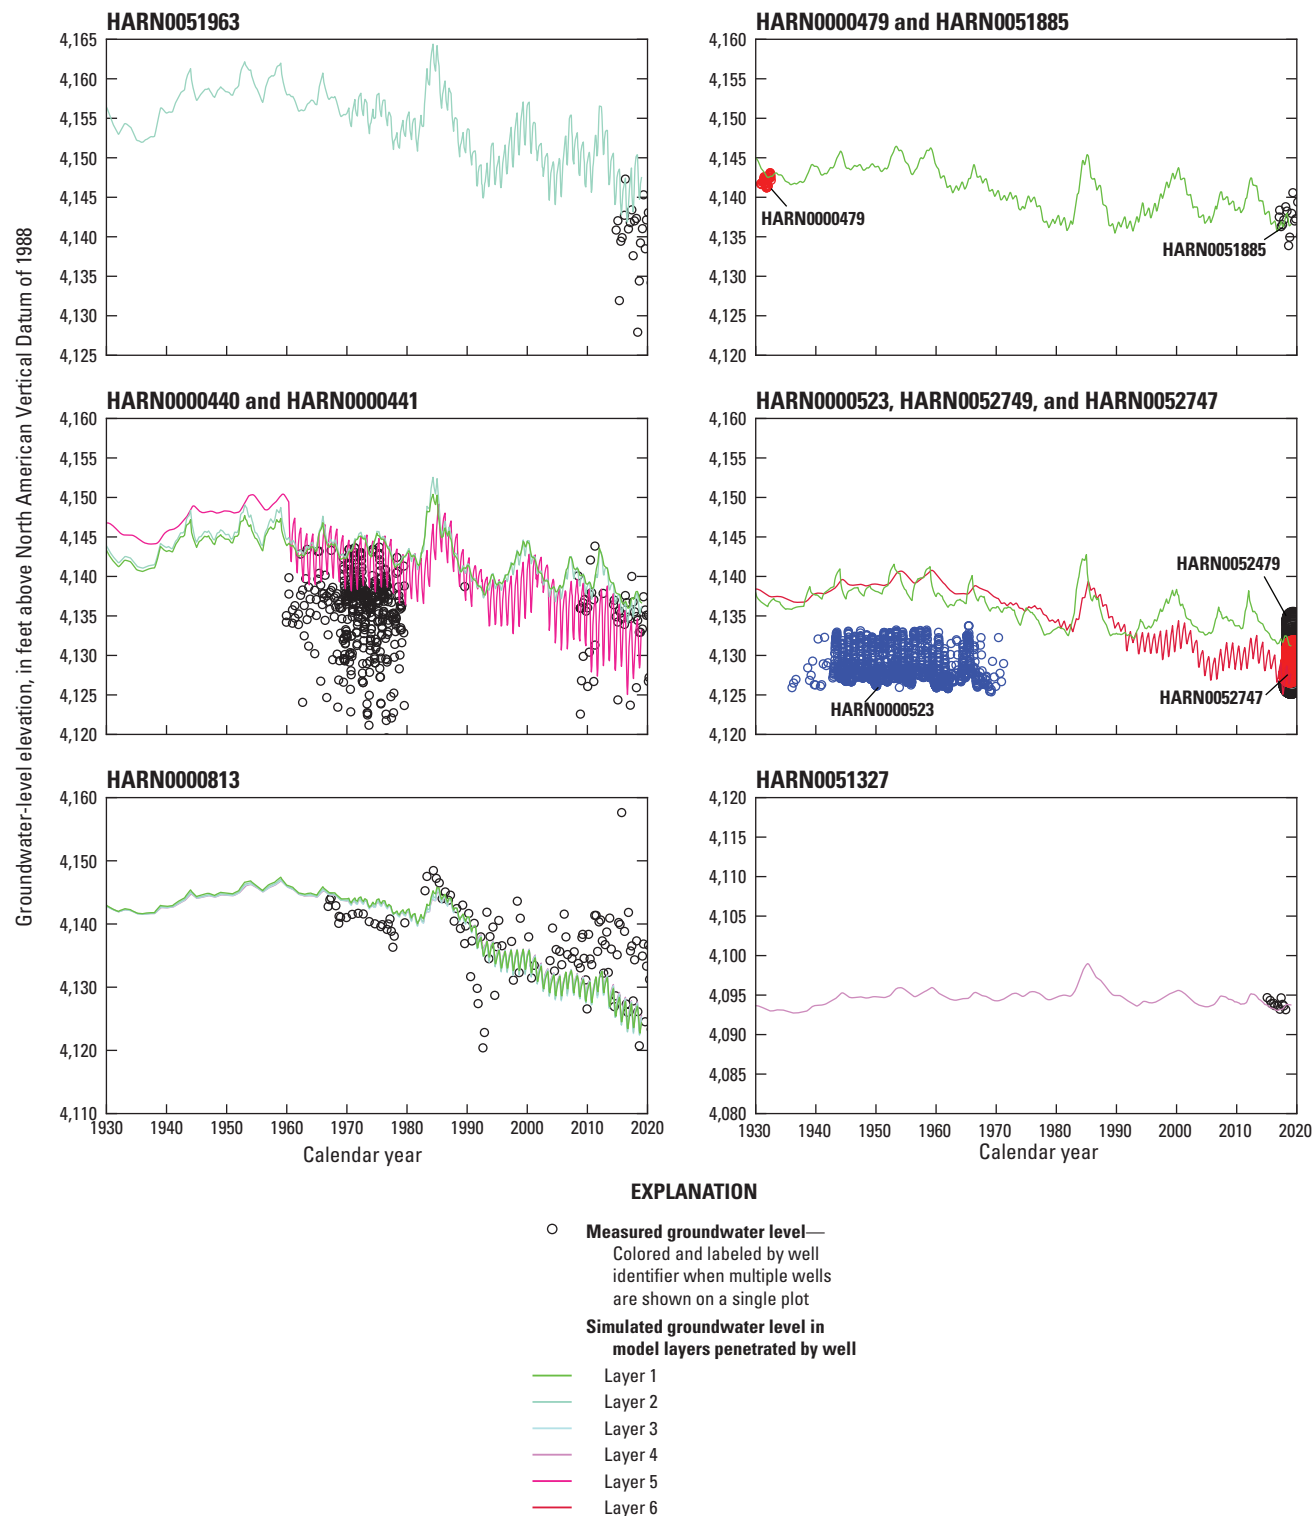 Groundwater-level elevation, in feet above North American Vertical Datum of 1988
HARN0051963
4,165
4,160
4,155
4,150
4,145
4,140
4,135
4,130
4,125
HARN0000479 and HARN0051885
4,160
4,155
4,150
4,145
4,140
4,135
4,130
4,125
4,120
HARN0000479
HARN0051885
HARN0000440 and HARN0000441
4,160
4,155
4,150
4,145
4,140
4,135
4,130
4,125
4,120
HARN0000523, HARN0052749, and HARN0052747
4,160
4,155
4,150
4,145
4,140
4,135
4,130
4,125
4,120
HARN0052479
HARN0052747
HARN0000523
HARN0000813
4,160
4,150
4,140
4,130
4,120
4,110
1930 1940 1950 1960 1970 1980 1990 2000 2010 2020
Calendar year
HARN0051327
4,120
4,115
4,110
4,105
4,100
4,095
4,090
4,085
4,080
1930 1940 1950 1960 1970 1980 1990 2000 2010 2020
Calendar year
EXPLANATION
Measured groundwater level—
Colored and labeled by well
identifier when multiple wells
are shown on a single plot
Simulated groundwater level in
model layers penetrated by well
Layer 1
Layer 2
Layer 3
Layer 4
Layer 5
Layer 6